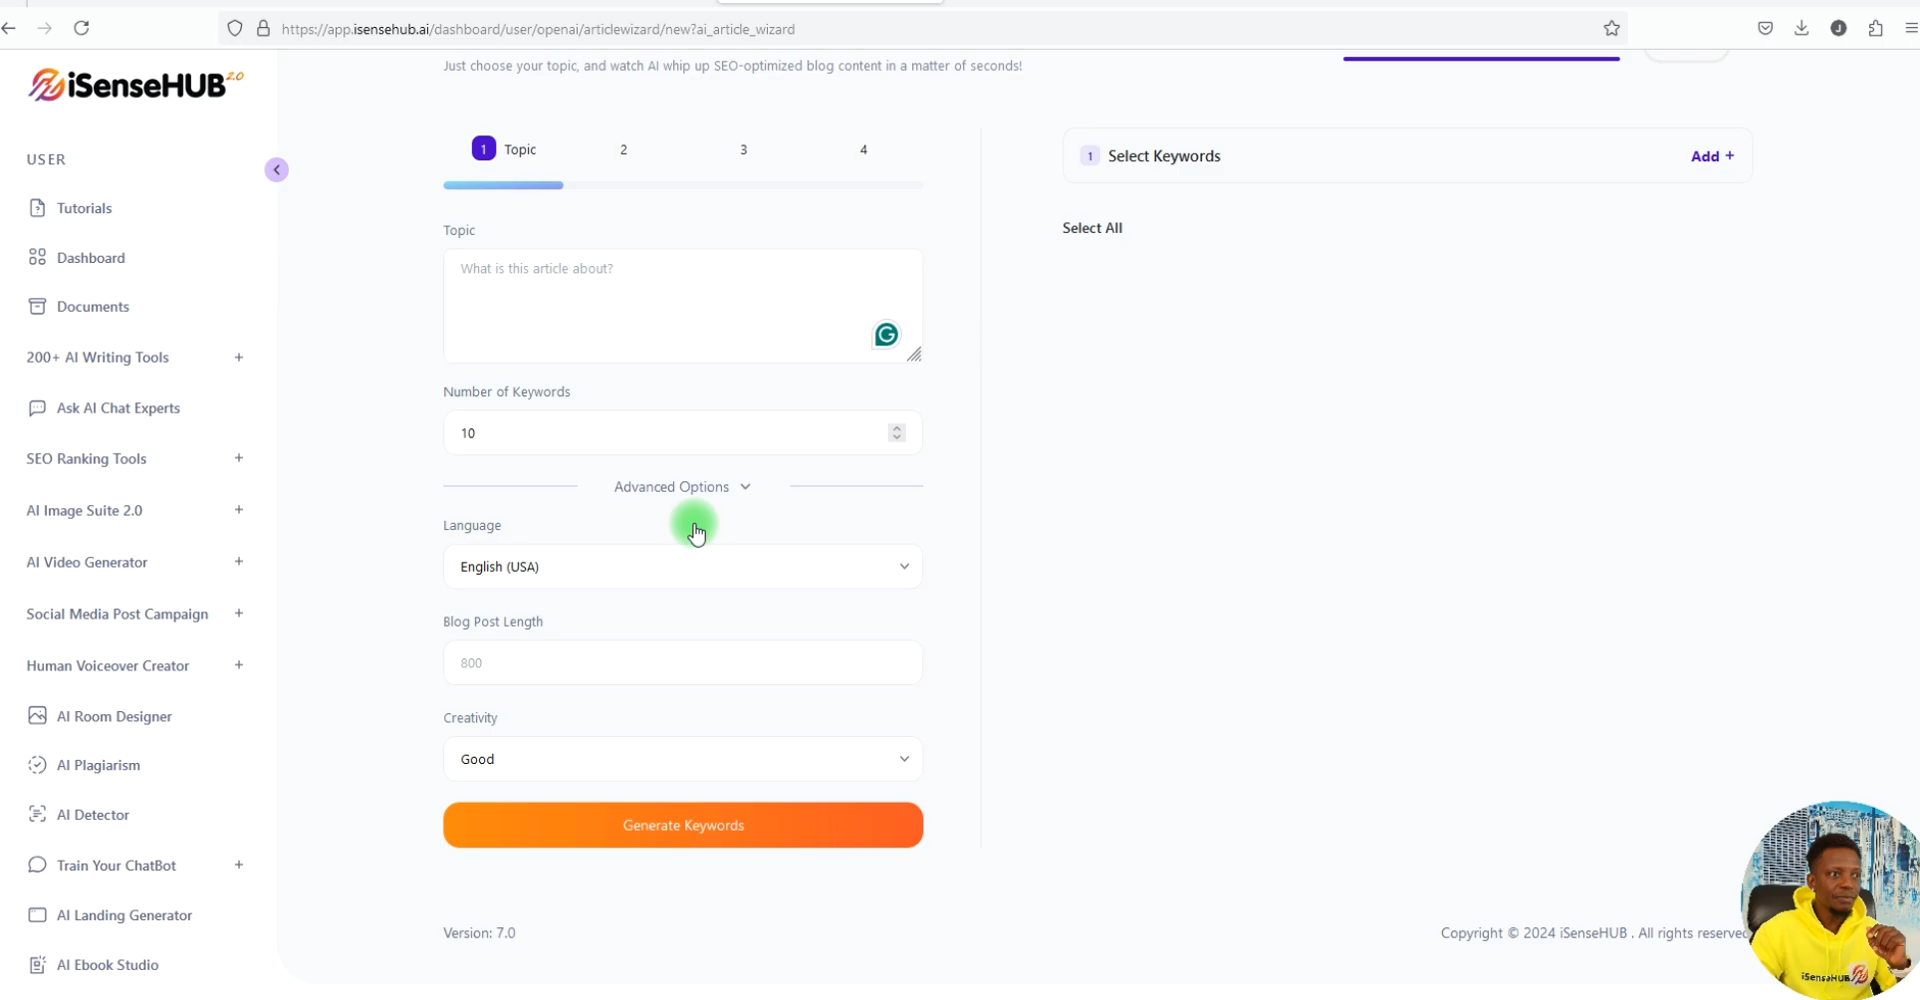 https://app.isensehub.ai/dashboard/user/openai/articlewizard/new?ai_article_wizard
J
iSenseHUB 2.0
Just choose your topic, and watch AI whip up SEO-optimized blog content in a matter of seconds!
USER
Tutorials
Dashboard
Documents
200+ AI Writing Tools +
Ask AI Chat Experts
SEO Ranking Tools +
AI Image Suite 2.0 +
AI Video Generator +
Social Media Post Campaign +
Human Voiceover Creator +
AI Room Designer
AI Plagiarism
AI Detector
Train Your ChatBot +
AI Landing Generator
AI Ebook Studio
1 Topic 2 3 4
Topic
What is this article about?
Number of Keywords
10
Advanced Options
Language
English (USA)
Blog Post Length
800
Creativity
Good
Generate Keywords
1 Select Keywords Add +
Select All
Version: 7.0
Copyright © 2024 iSenseHUB . All rights reserved
iSenseHUB